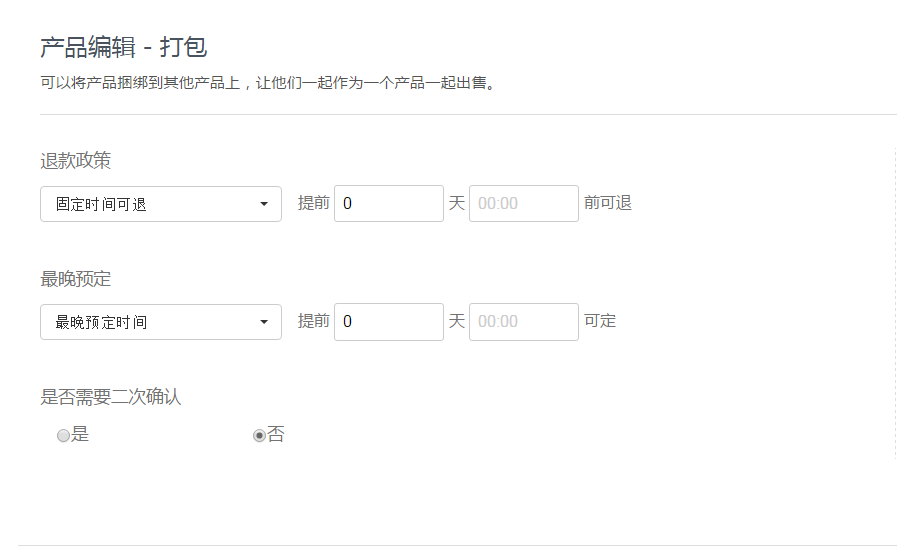 产品编辑 - 打包
可以将产品捆绑到其他产品上，让他们一起作为一个产品一起出售。
退款政策
固定时间可退 提前 0 天 00:00 前可退
最晚预定
最晚预定时间 提前 0 天 00:00 可定
是否需要二次确认
是 否